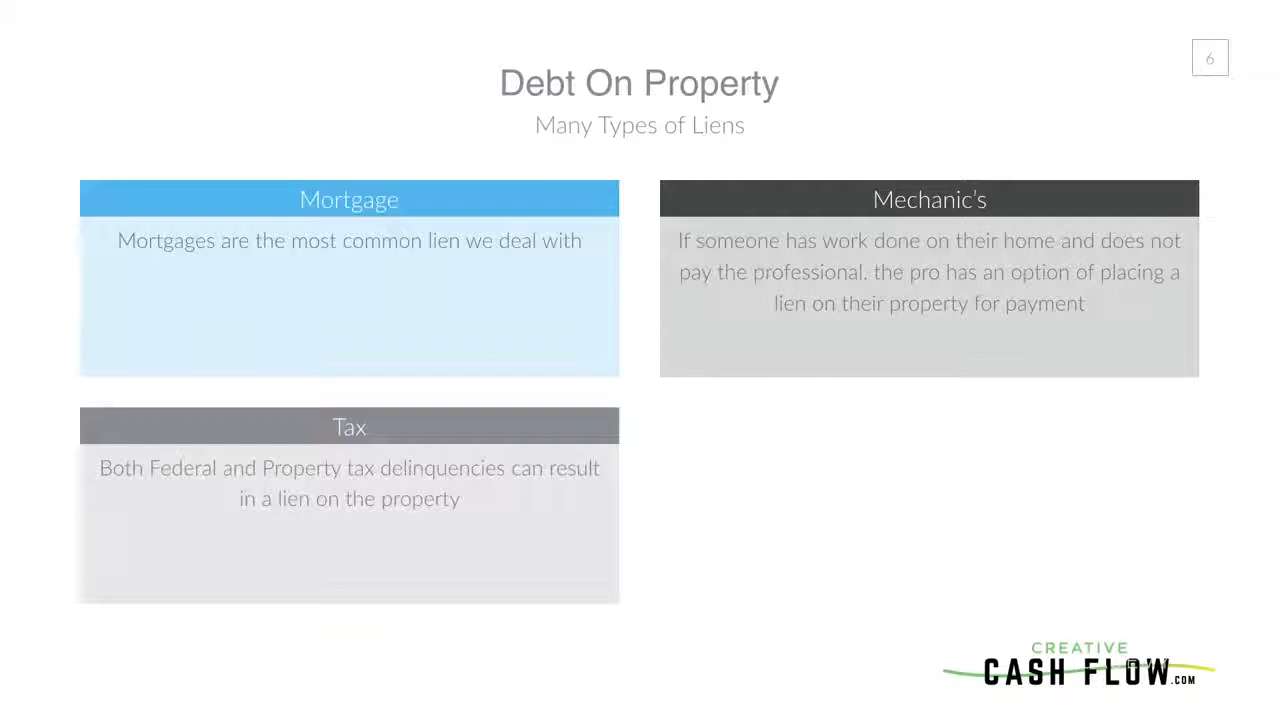 6
Debt On Property
Many Types of Liens
Mortgage
Mortgages are the most common lien we deal with
Mechanic's
If someone has work done on their home and does not
pay the professional, the pro has an option of placing a
lien on their property for payment
Tax
Both Federal and Property tax delinquencies can result
in a lien on the property
CREATIVE
CASH FLOW.COM